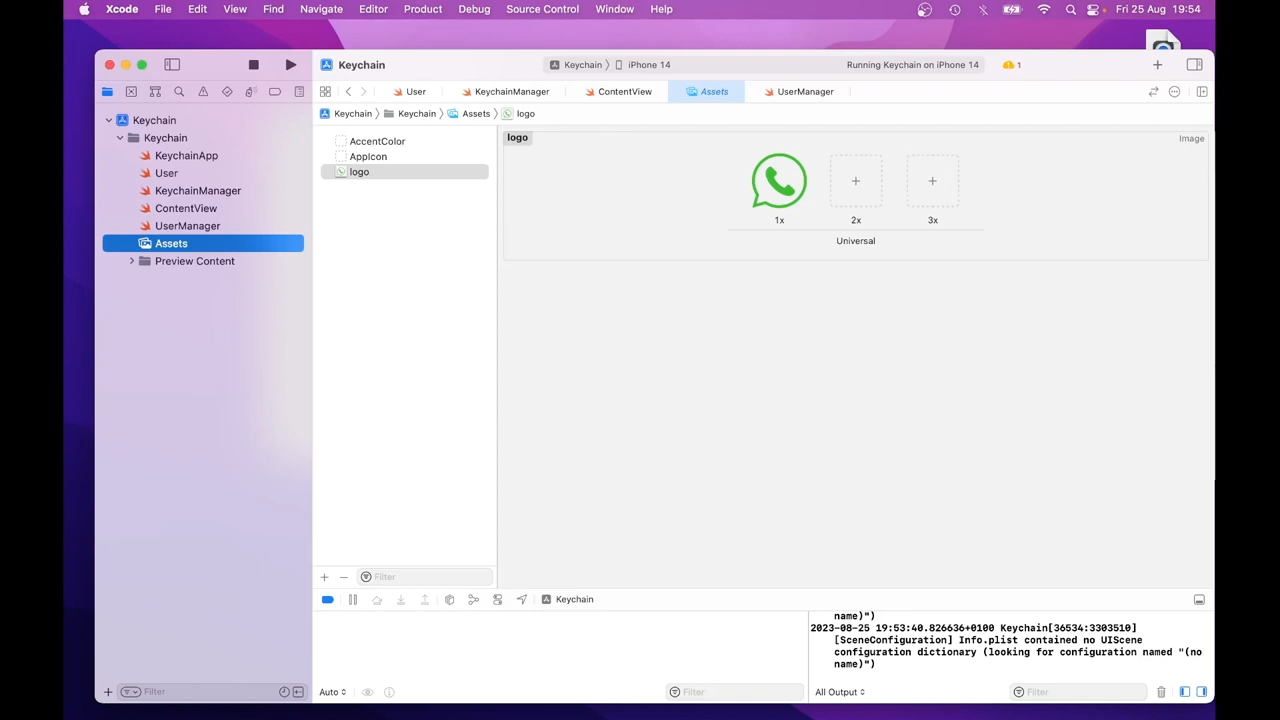 Xcode File Edit View Find Navigate Editor Product Debug Source Control Window Help Fri 25 Aug 19:54
Keychain Keychain iPhone 14 Running Keychain on iPhone 14 1
User KeychainManager ContentView Assets UserManager
Keychain Keychain Assets logo
Keychain
Keychain
KeychainApp
User
KeychainManager
ContentView
UserManager
Assets
Preview Content
AccentColor
AppIcon
logo
logo
Image
1x 2x 3x
Universal
Filter
Keychain
name)")
2023-08-25 19:53:40.826636+0100 Keychain[36534:3303510]
[SceneConfiguration] Info.plist contained no UIScene
configuration dictionary (looking for configuration named "(no
name)")
Filter
Auto
Filter
All Output
Filter